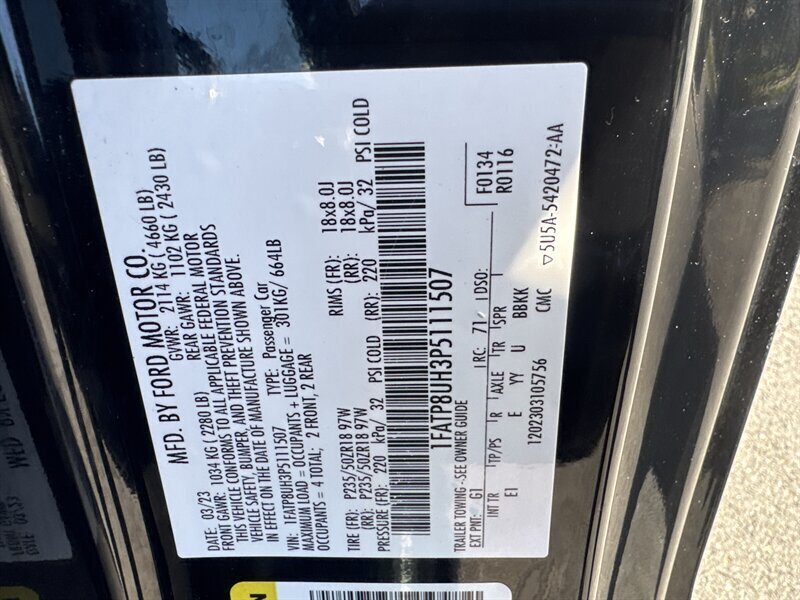 MFD. BY FORD MOTOR CO.
DATE: 03/23 GVWR: 2114 KG ( 4660 LB)
FRONT GAWR: 1034 KG (2280 LB) REAR GAWR: 1102 KG ( 2430 LB)
THIS VEHICLE CONFORMS TO ALL APPLICABLE FEDERAL MOTOR
VEHICLE SAFETY, BUMPER, AND THEFT PREVENTION STANDARDS
IN EFFECT ON THE DATE OF MANUFACTURE SHOWN ABOVE.
VIN: 1FATP8UH3P5111507 TYPE: Passenger Car
MAXIMUM LOAD = OCCUPANTS + LUGGAGE = 301KG/ 664LB
OCCUPANTS = 4 TOTAL; 2 FRONT, 2 REAR
TIRE (FR): P235/50ZR18 97W RIMS (FR): 18x8.0J
(RR): P235/50ZR18 97W (RR): 18x8.0J
PRESSURE (FR): 220 kPa/ 32 PSI COLD (RR): 220 kPa/ 32 PSI COLD
1FATP8UH3P5111507
TRAILER TOWING - SEE OWNER GUIDE
EXT PNT: G1 RC: 71 DSO: F0134
INT TR TP/PS R AXLE TR SPR R0116
EI E YY U BBKK
1202303105756 CMC ▽5U5A-5420472-AA